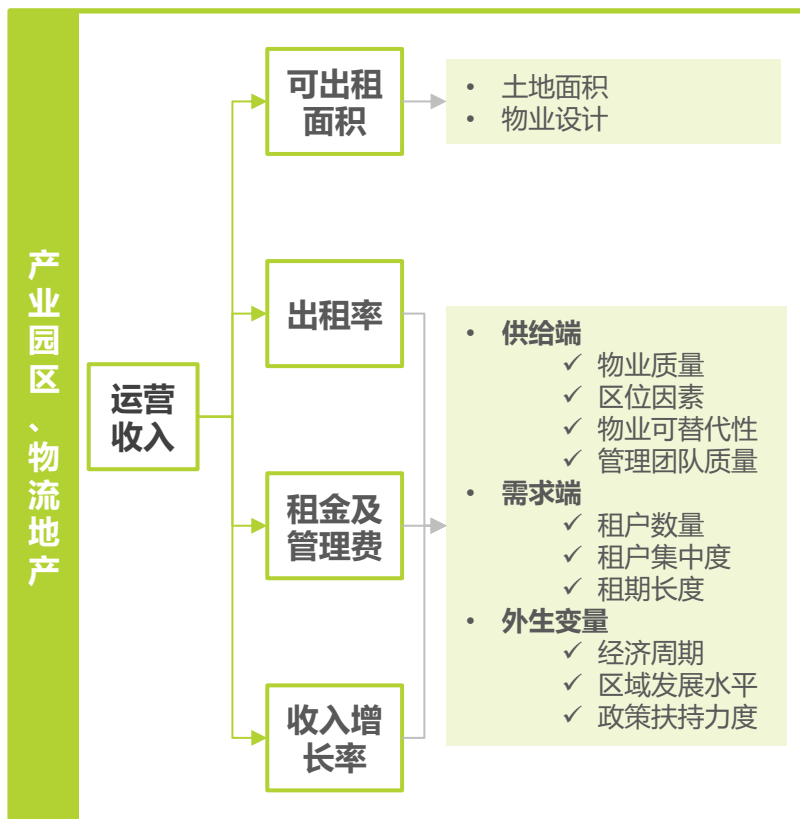 产业园区、物流地产
运营
收入
可出租
面积
• 土地面积
• 物业设计
出租率
租金及
管理费
收入增
长率
• 供给端
✓ 物业质量
✓ 区位因素
✓ 物业可替代性
✓ 管理团队质量
• 需求端
✓ 租户数量
✓ 租户集中度
✓ 租期长度
• 外生变量
✓ 经济周期
✓ 区域发展水平
✓ 政策扶持力度